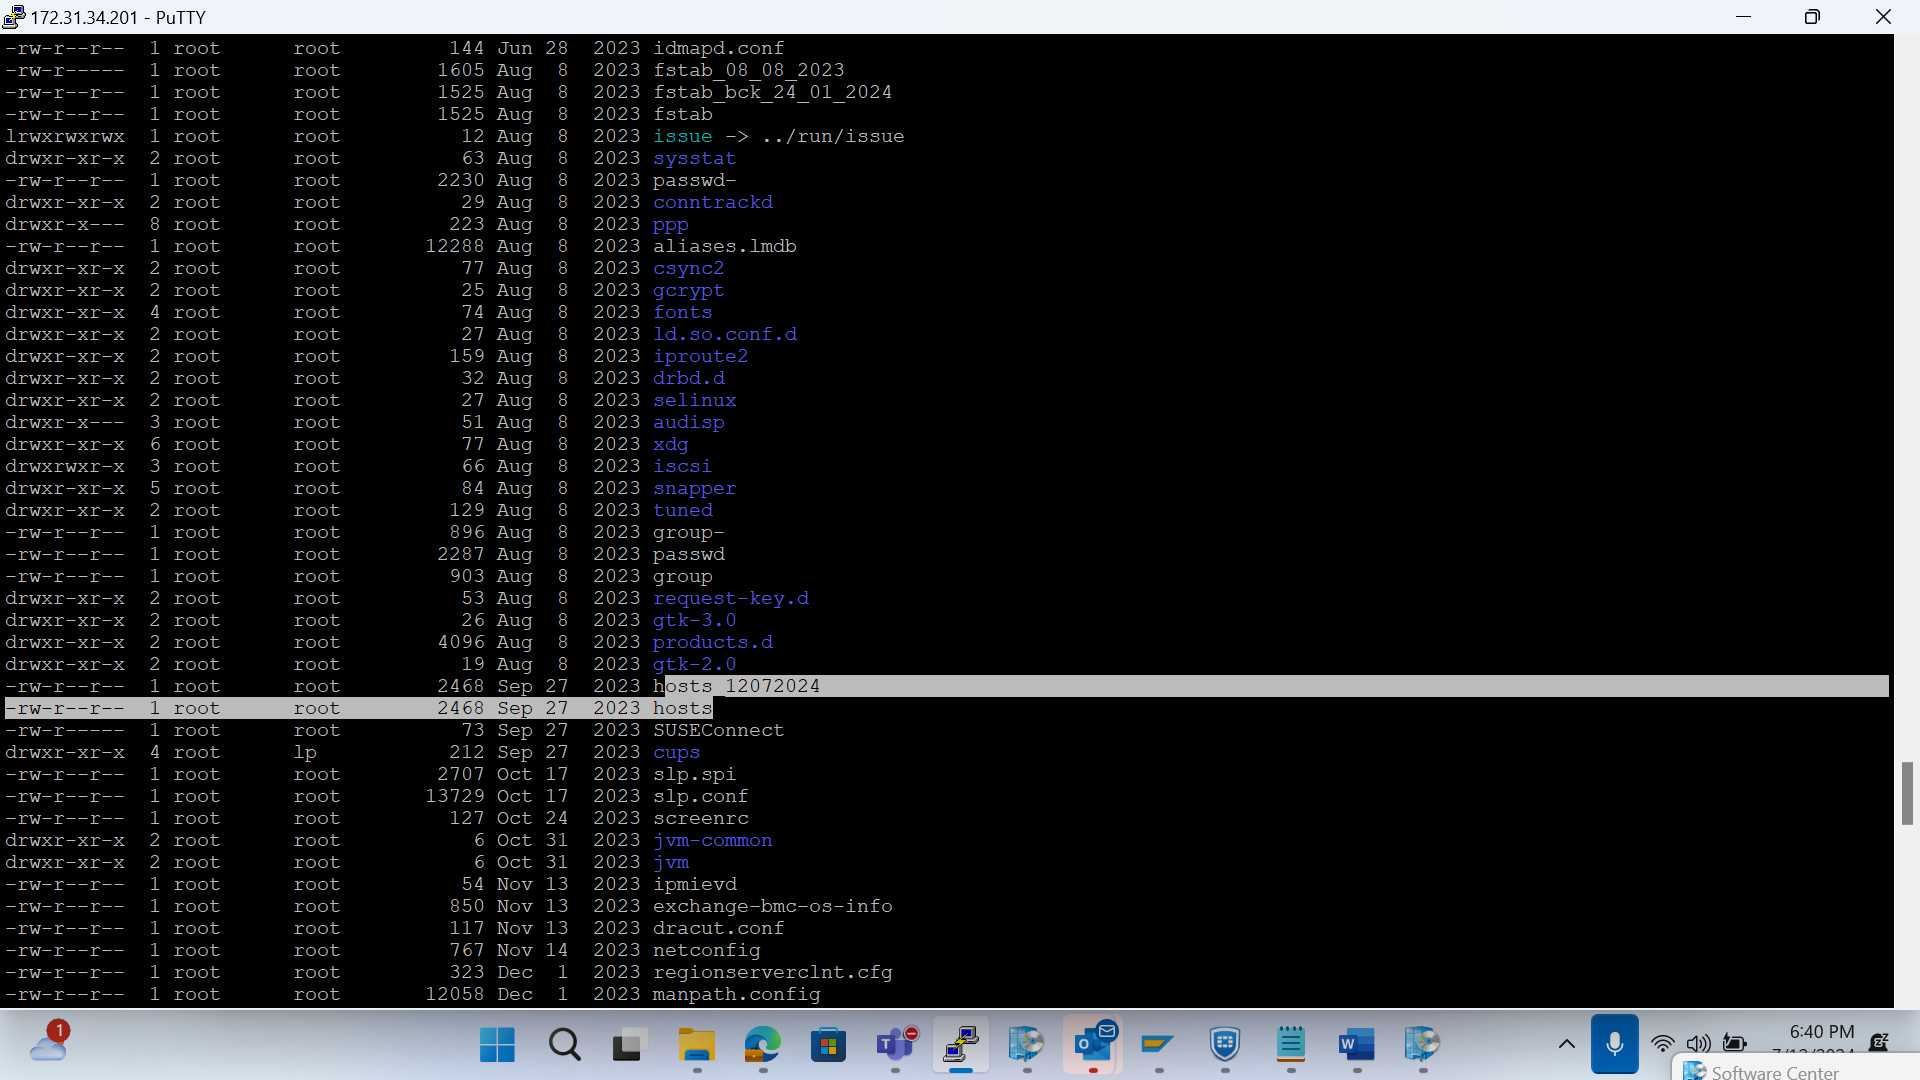 172.31.34.201 - PuTTY
-rw-r--r--  1 root      root         144 Jun 28  2023 idmapd.conf
-rw-r-----  1 root      root        1605 Aug  8  2023 fstab_08_08_2023
-rw-r--r--  1 root      root        1525 Aug  8  2023 fstab_bck_24_01_2024
-rw-r--r--  1 root      root        1525 Aug  8  2023 fstab
lrwxrwxrwx  1 root      root          12 Aug  8  2023 issue -> ../run/issue
drwxr-xr-x  2 root      root          63 Aug  8  2023 sysstat
-rw-r--r--  1 root      root        2230 Aug  8  2023 passwd-
drwxr-xr-x  2 root      root          29 Aug  8  2023 conntrackd
drwxr-x---  8 root      root         223 Aug  8  2023 ppp
-rw-r--r--  1 root      root       12288 Aug  8  2023 aliases.lmdb
drwxr-xr-x  2 root      root          77 Aug  8  2023 csync2
drwxr-xr-x  2 root      root          25 Aug  8  2023 gcrypt
drwxr-xr-x  4 root      root          74 Aug  8  2023 fonts
drwxr-xr-x  2 root      root          27 Aug  8  2023 ld.so.conf.d
drwxr-xr-x  2 root      root         159 Aug  8  2023 iproute2
drwxr-xr-x  2 root      root          32 Aug  8  2023 drbd.d
drwxr-xr-x  2 root      root          27 Aug  8  2023 selinux
drwxr-x---  3 root      root          51 Aug  8  2023 audisp
drwxr-xr-x  6 root      root          77 Aug  8  2023 xdg
drwxrwxr-x  3 root      root          66 Aug  8  2023 iscsi
drwxr-xr-x  5 root      root          84 Aug  8  2023 snapper
drwxr-xr-x  2 root      root         129 Aug  8  2023 tuned
-rw-r--r--  1 root      root         896 Aug  8  2023 group-
-rw-r--r--  1 root      root        2287 Aug  8  2023 passwd
-rw-r--r--  1 root      root         903 Aug  8  2023 group
drwxr-xr-x  2 root      root          53 Aug  8  2023 request-key.d
drwxr-xr-x  2 root      root          26 Aug  8  2023 gtk-3.0
drwxr-xr-x  2 root      root        4096 Aug  8  2023 products.d
drwxr-xr-x  2 root      root          19 Aug  8  2023 gtk-2.0
-rw-r--r--  1 root      root        2468 Sep 27  2023 hosts_12072024
-rw-r--r--  1 root      root        2468 Sep 27  2023 hosts
-rw-r-----  1 root      root          73 Sep 27  2023 SUSEConnect
drwxr-xr-x  4 root      lp           212 Sep 27  2023 cups
-rw-r--r--  1 root      root        2707 Oct 17  2023 slp.spi
-rw-r--r--  1 root      root       13729 Oct 17  2023 slp.conf
-rw-r--r--  1 root      root         127 Oct 24  2023 screenrc
drwxr-xr-x  2 root      root           6 Oct 31  2023 jvm-common
drwxr-xr-x  2 root      root           6 Oct 31  2023 jvm
-rw-r--r--  1 root      root          54 Nov 13  2023 ipmievd
-rw-r--r--  1 root      root         850 Nov 13  2023 exchange-bmc-os-info
-rw-r--r--  1 root      root         117 Nov 13  2023 dracut.conf
-rw-r--r--  1 root      root         767 Nov 14  2023 netconfig
-rw-r--r--  1 root      root         323 Dec  1  2023 regionserverclnt.cfg
-rw-r--r--  1 root      root       12058 Dec  1  2023 manpath.config
1
6:40 PM
Software Center